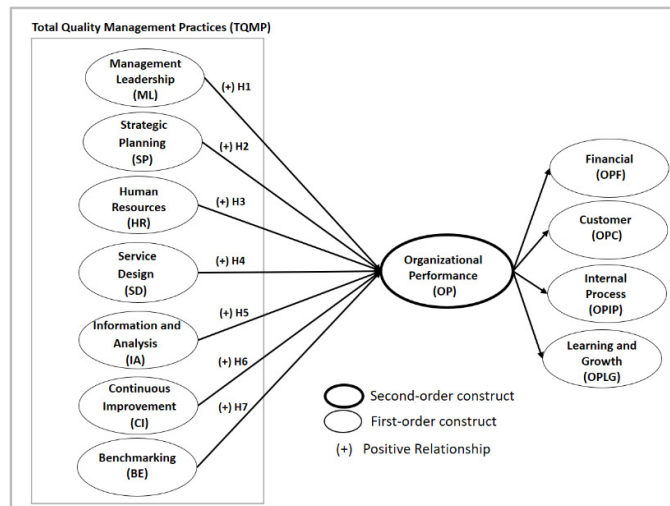 Total Quality Management Practices (TQMP)
Management
Leadership
(ML)
(+) H1
Strategic
Planning
(SP)
(+) H2
Human
Resources
(HR)
(+) H3
Service
Design
(SD)
(+) H4
Information and
Analysis
(IA)
(+) H5
Continuous
Improvement
(CI)
(+) H6
Benchmarking
(BE)
(+) H7
Organizational
Performance
(OP)
Financial
(OPF)
Customer
(OPC)
Internal
Process
(OPIP)
Learning and
Growth
(OPLG)
Second-order construct
First-order construct
(+) Positive Relationship